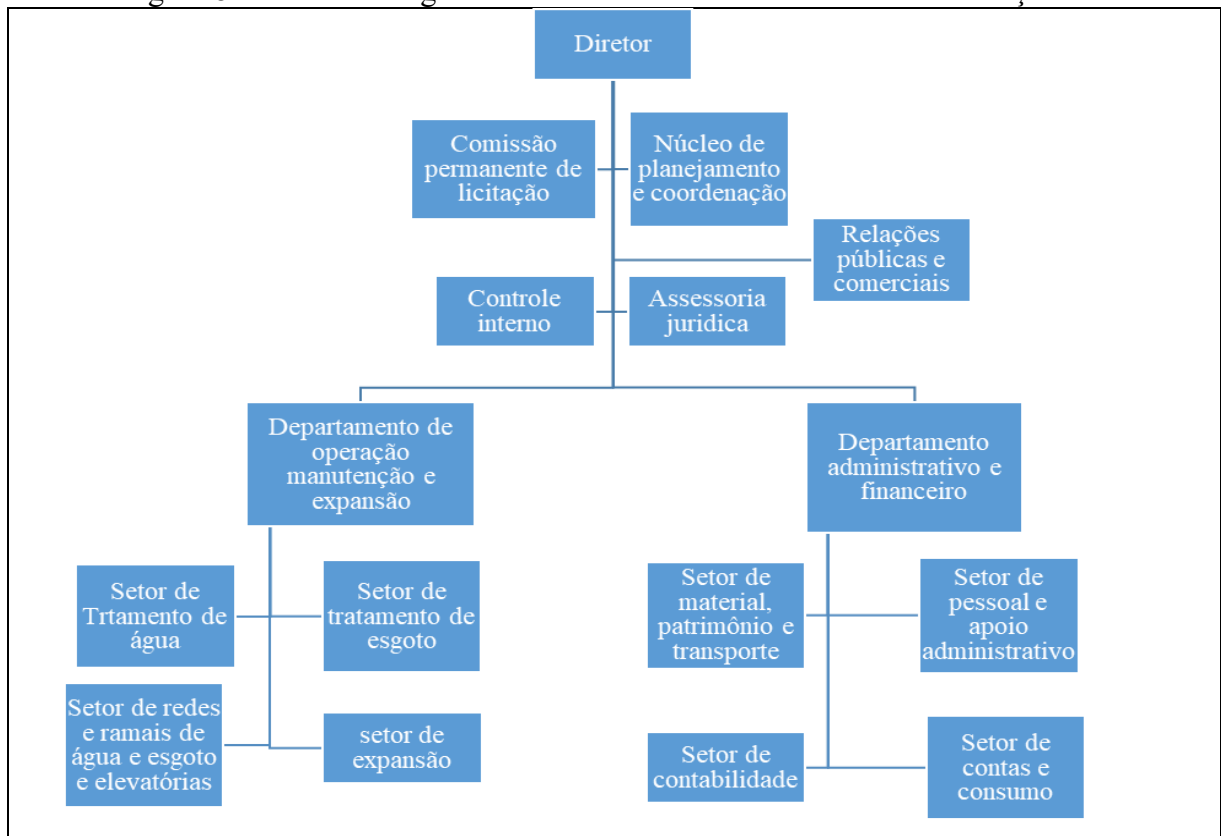 Diretor
Comissão
permanente de
licitação
Núcleo de
planejamento
e coordenação
Relações
públicas e
comerciais
Controle
interno
Assessoria
juridica
Departamento de
operação
manutenção e
expansão
Departamento
administrativo e
financeiro
Setor de
Trtamento de
água
Setor de
tratamento de
esgoto
Setor de redes
e ramais de
água e esgoto
e elevatórias
setor de
expansão
Setor de
material,
patrimônio e
transporte
Setor de
pessoal e
apoio
administrativo
Setor de
contabilidade
Setor de
contas e
consumo